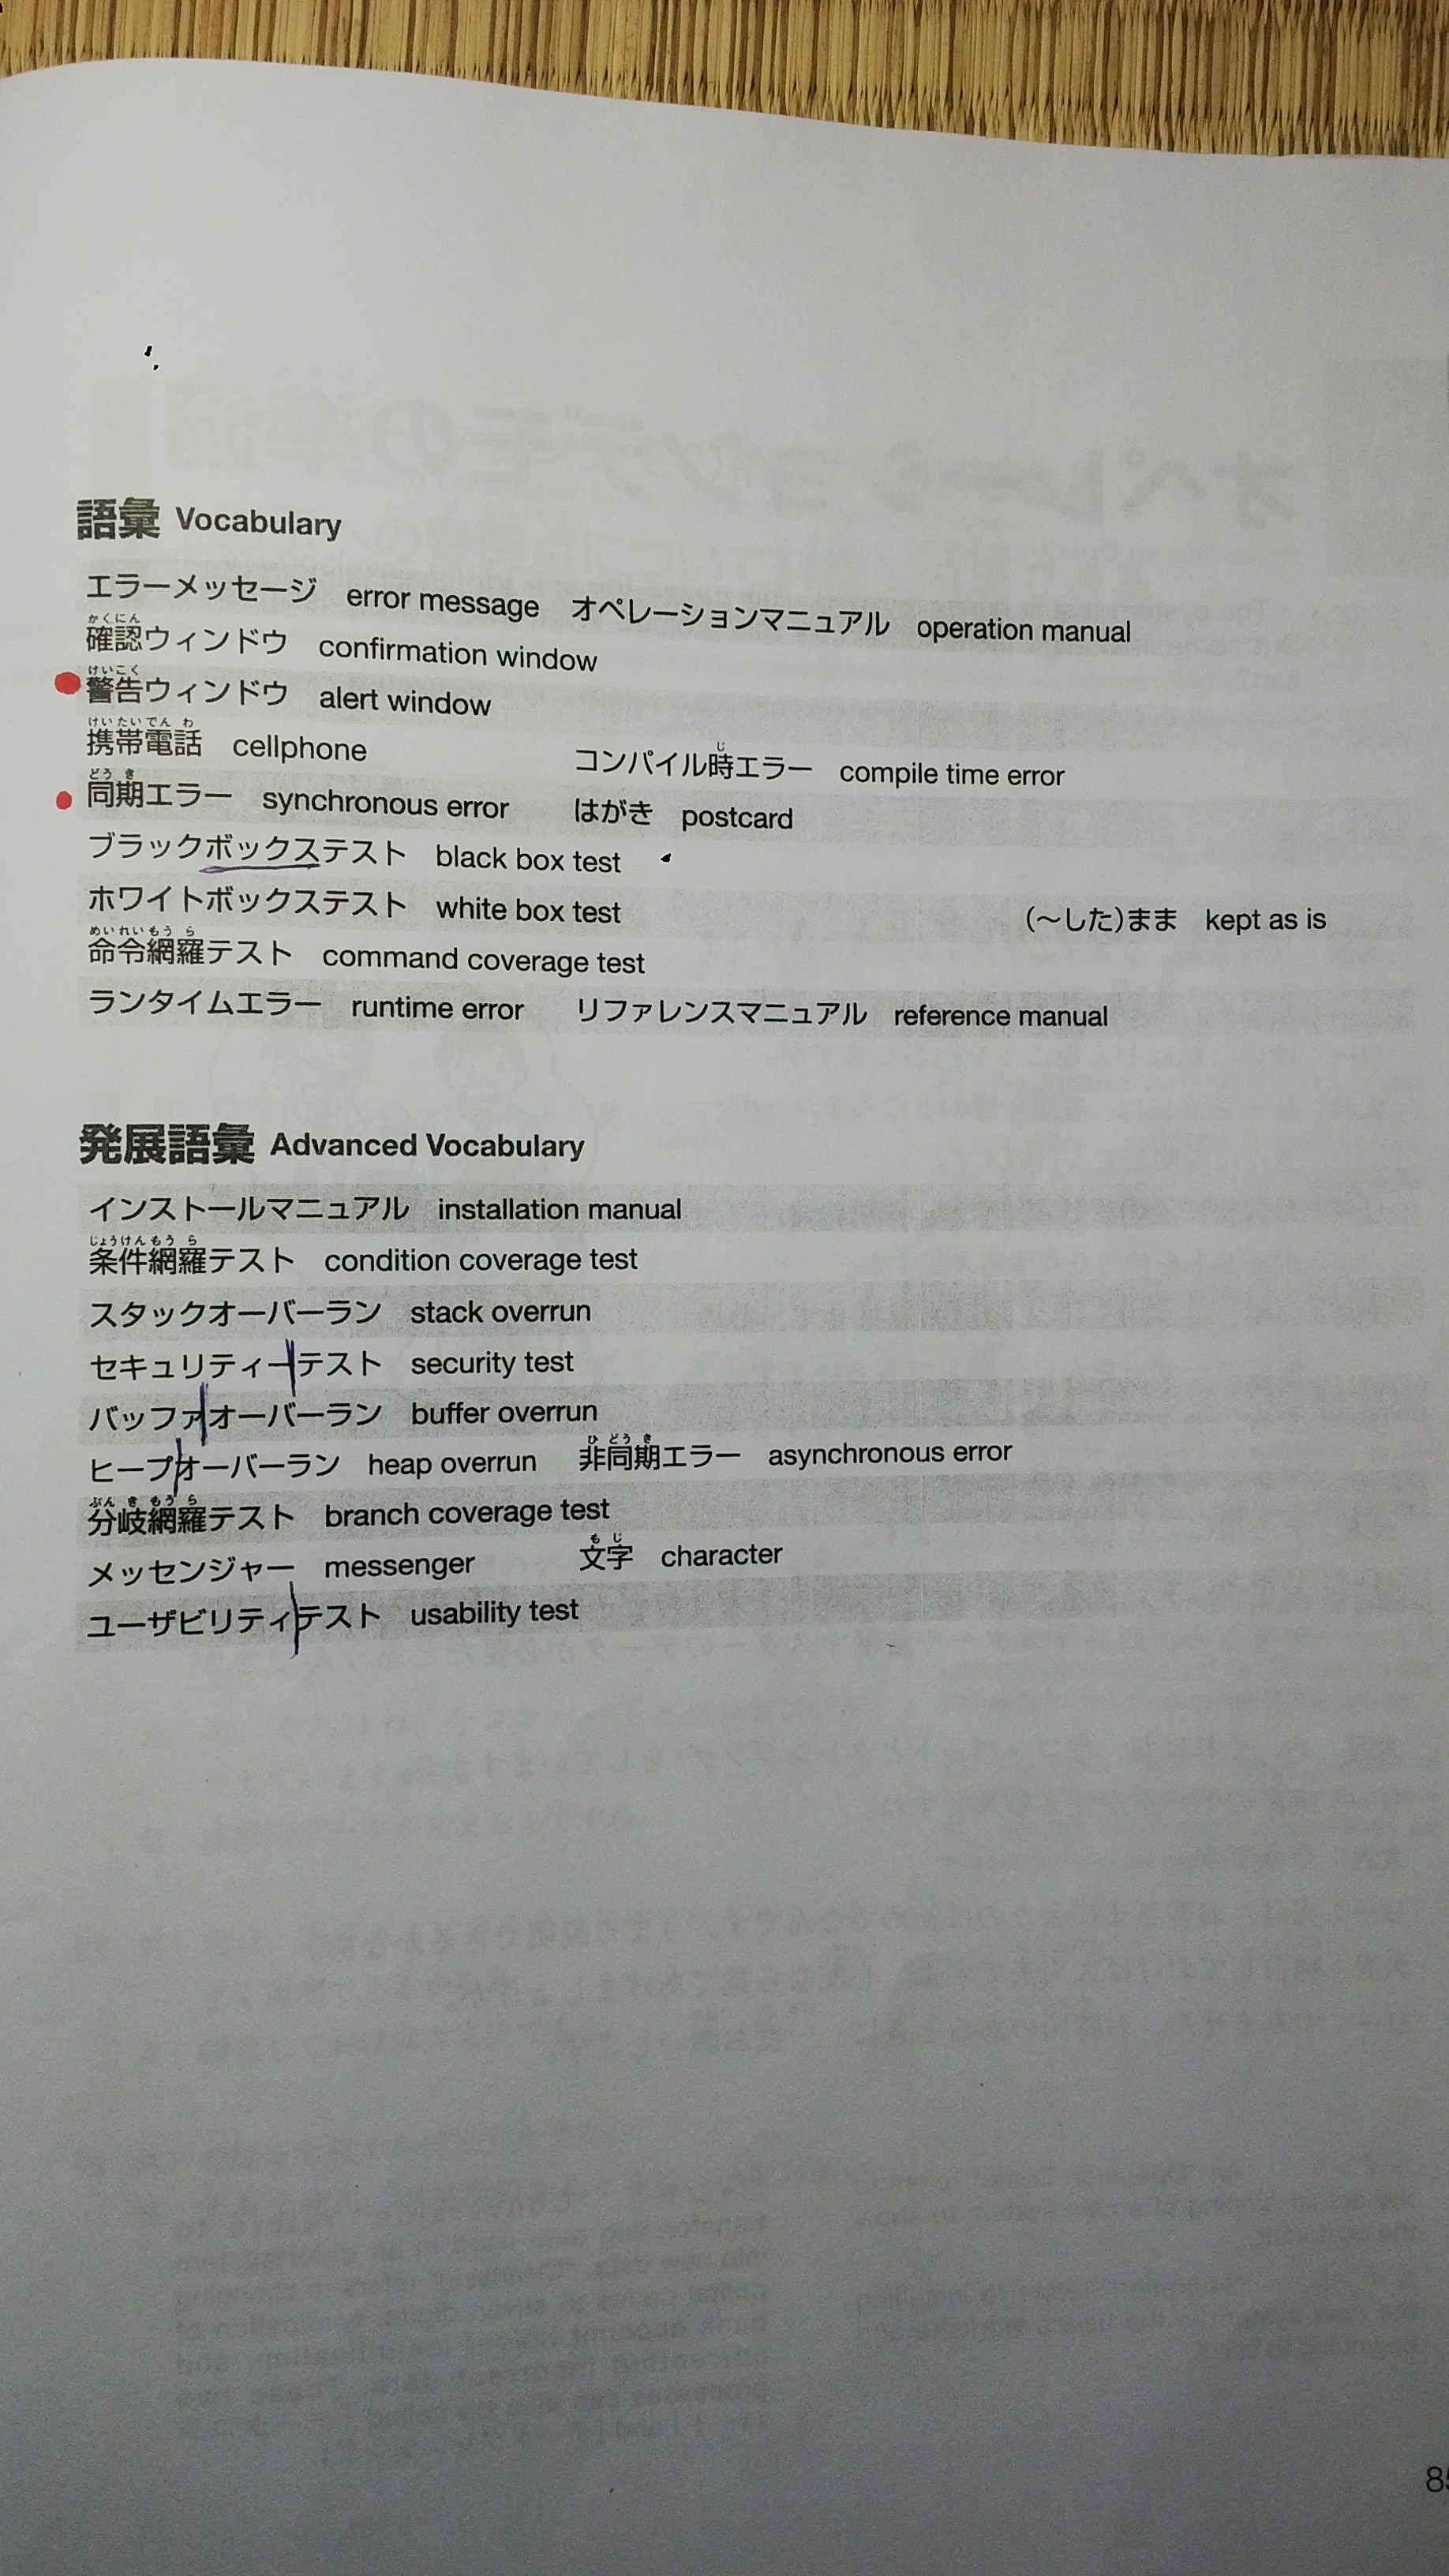 語彙 Vocabulary
エラーメッセージ error message オペレーションマニュアル operation manual
確認ウィンドウ confirmation window
警告ウィンドウ alert window
携帯電話 cellphone コンパイル時エラー compile time error
同期エラー synchronous error はがき postcard
ブラックボックステスト black box test
ホワイトボックステスト white box test (～した)まま kept as is
命令網羅テスト command coverage test
ランタイムエラー runtime error リファレンスマニュアル reference manual
発展語彙 Advanced Vocabulary
インストールマニュアル installation manual
条件網羅テスト condition coverage test
スタックオーバーラン stack overrun
セキュリティーテスト security test
バッファオーバーラン buffer overrun
ヒープオーバーラン heap overrun 非同期エラー asynchronous error
分岐網羅テスト branch coverage test
メッセンジャー messenger 文字 character
ユーザビリティテスト usability test